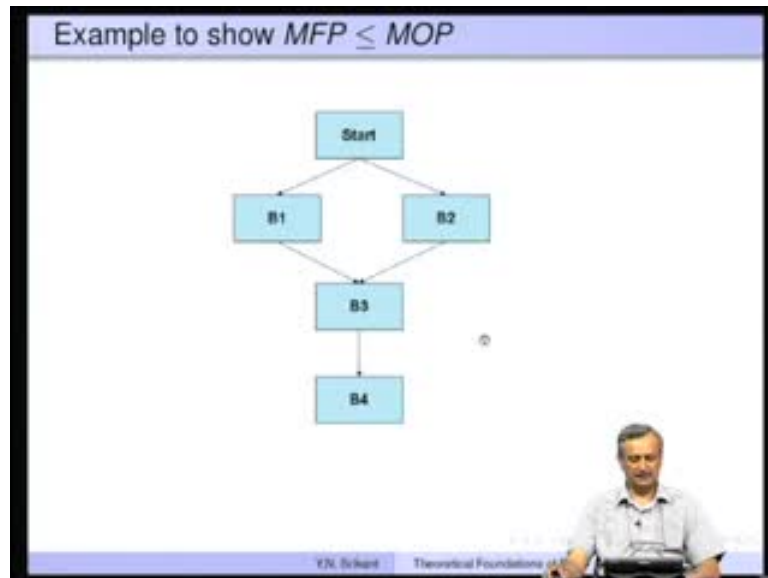 Example to show MFP ≤ MOP
Start
B1 B2
B3
B4
Y.N. Srikant Theoretical Foundations of